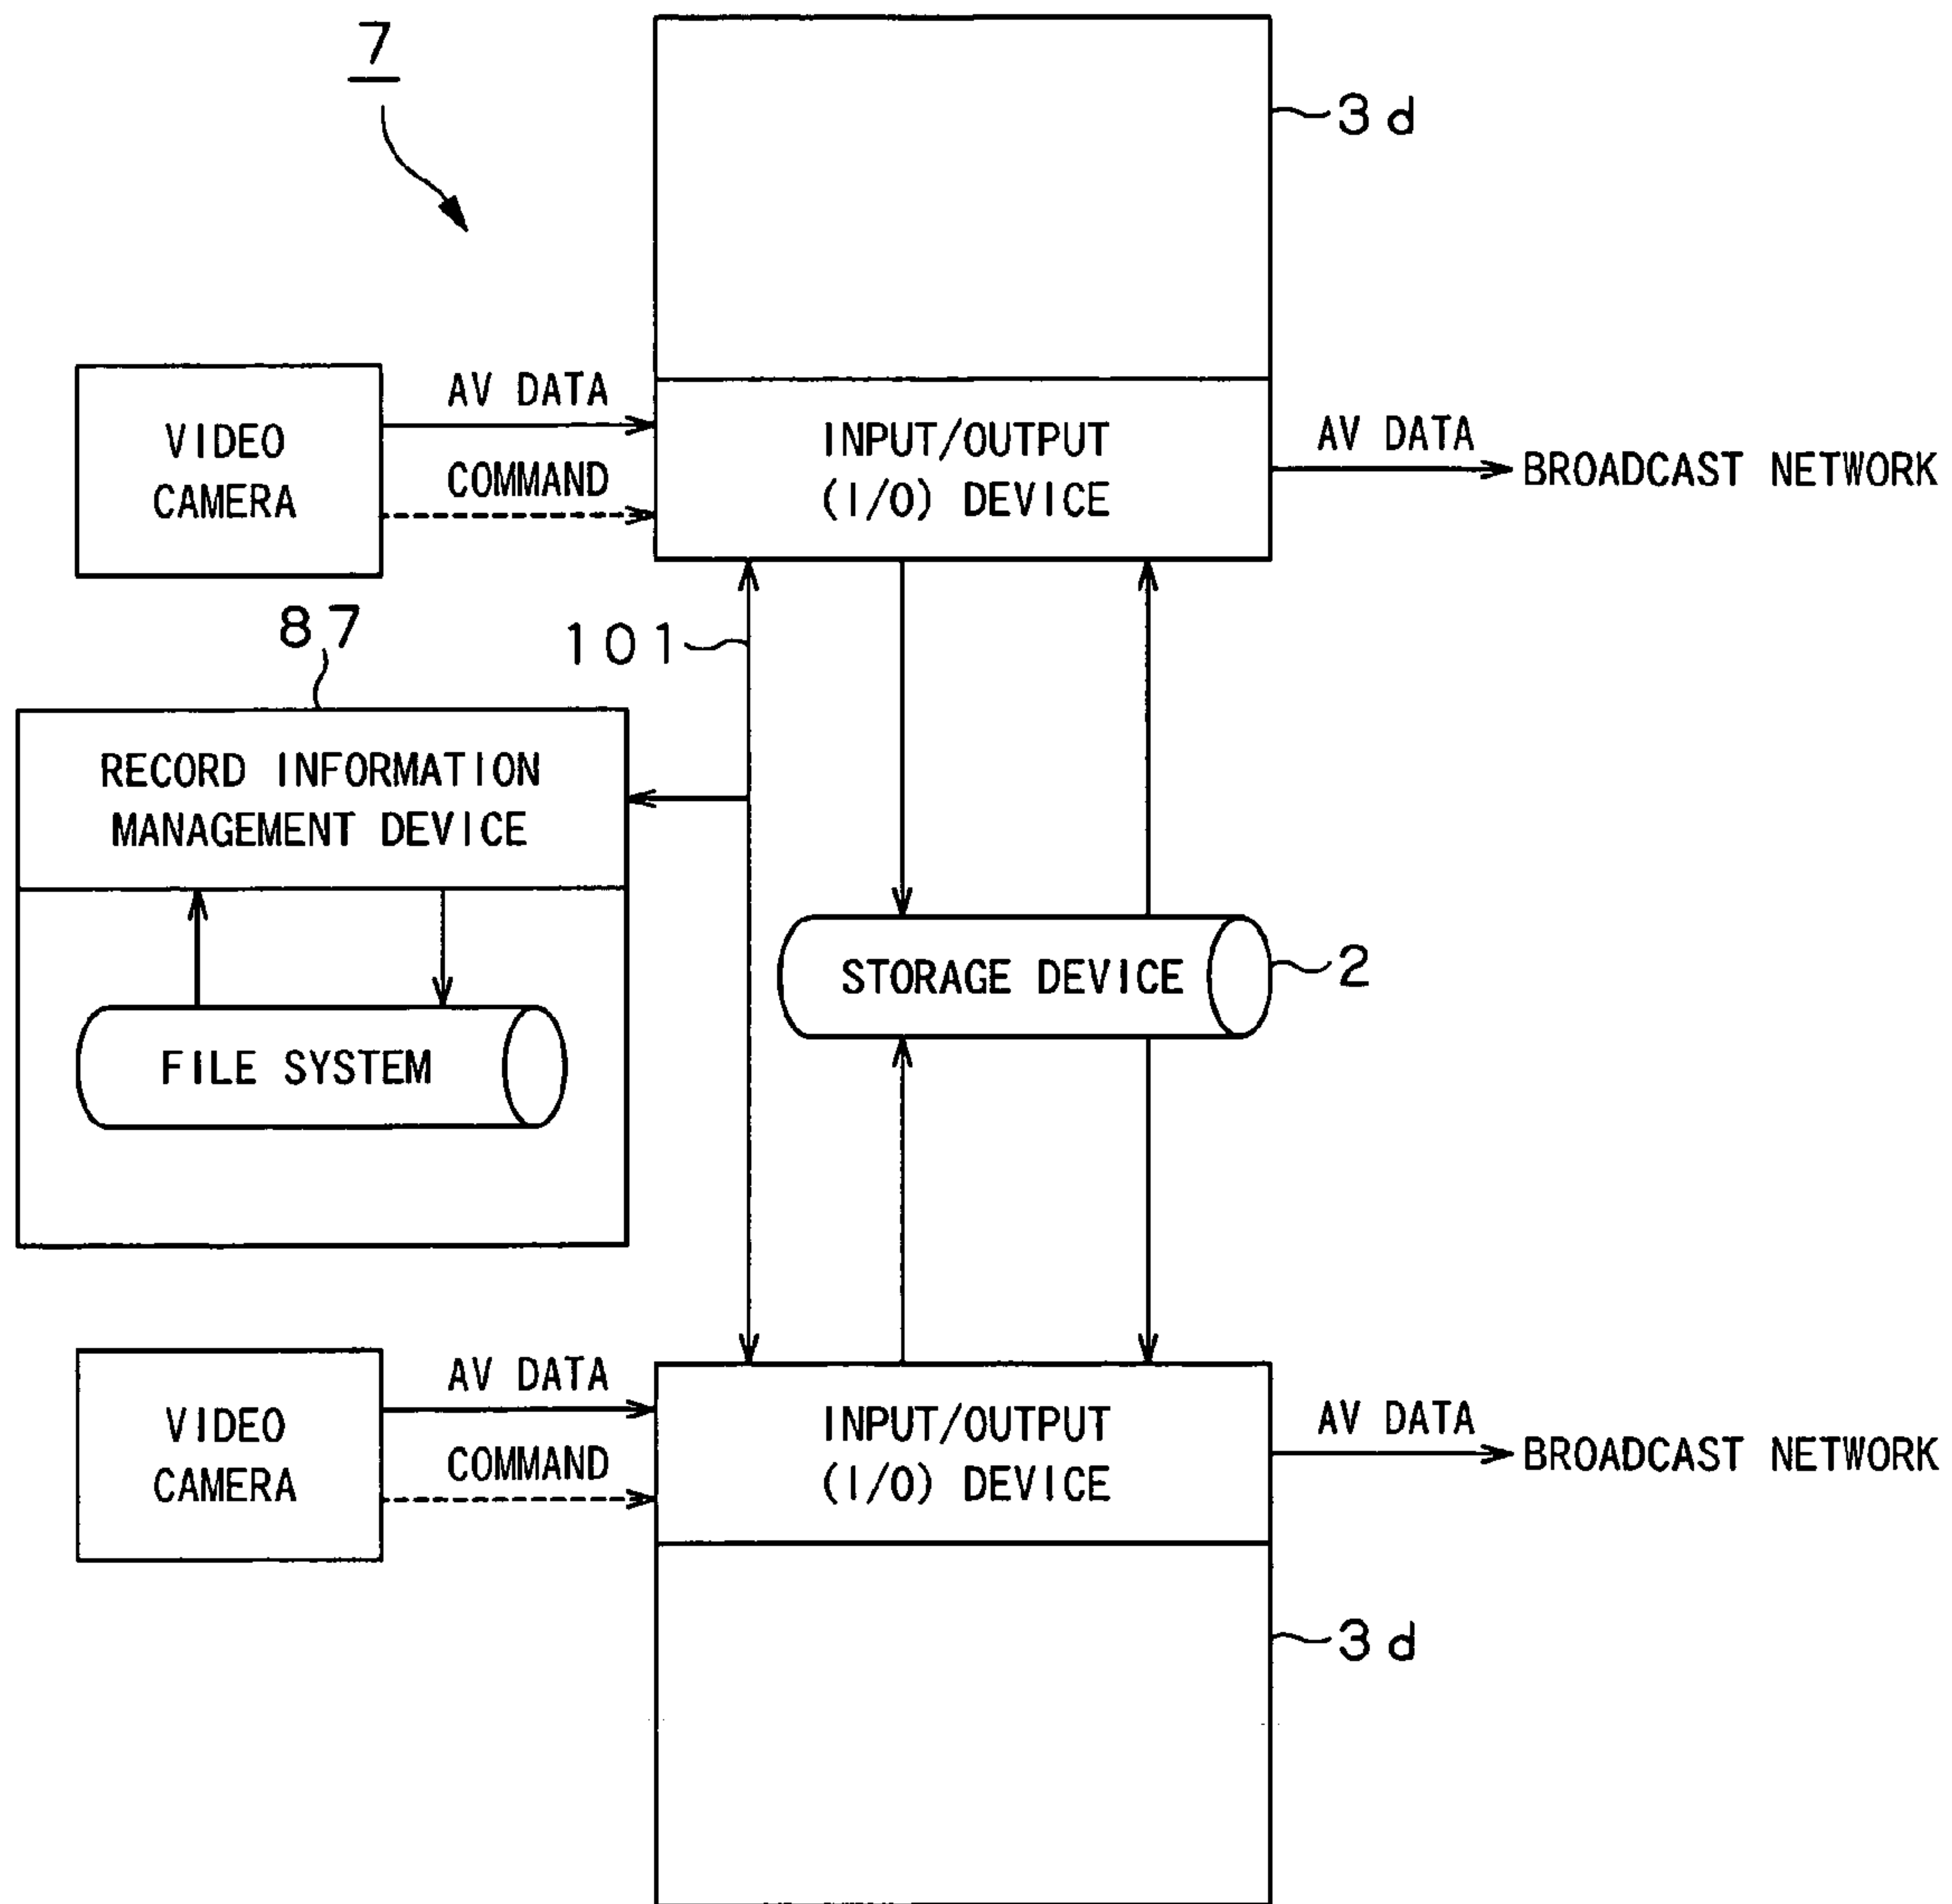 7
3d
VIDEO
CAMERA
AV DATA
COMMAND
INPUT/OUTPUT
(I/O) DEVICE
AV DATA
BROADCAST NETWORK
87
101
RECORD INFORMATION
MANAGEMENT DEVICE
FILE SYSTEM
STORAGE DEVICE
2
VIDEO
CAMERA
AV DATA
COMMAND
INPUT/OUTPUT
(I/O) DEVICE
AV DATA
BROADCAST NETWORK
3d